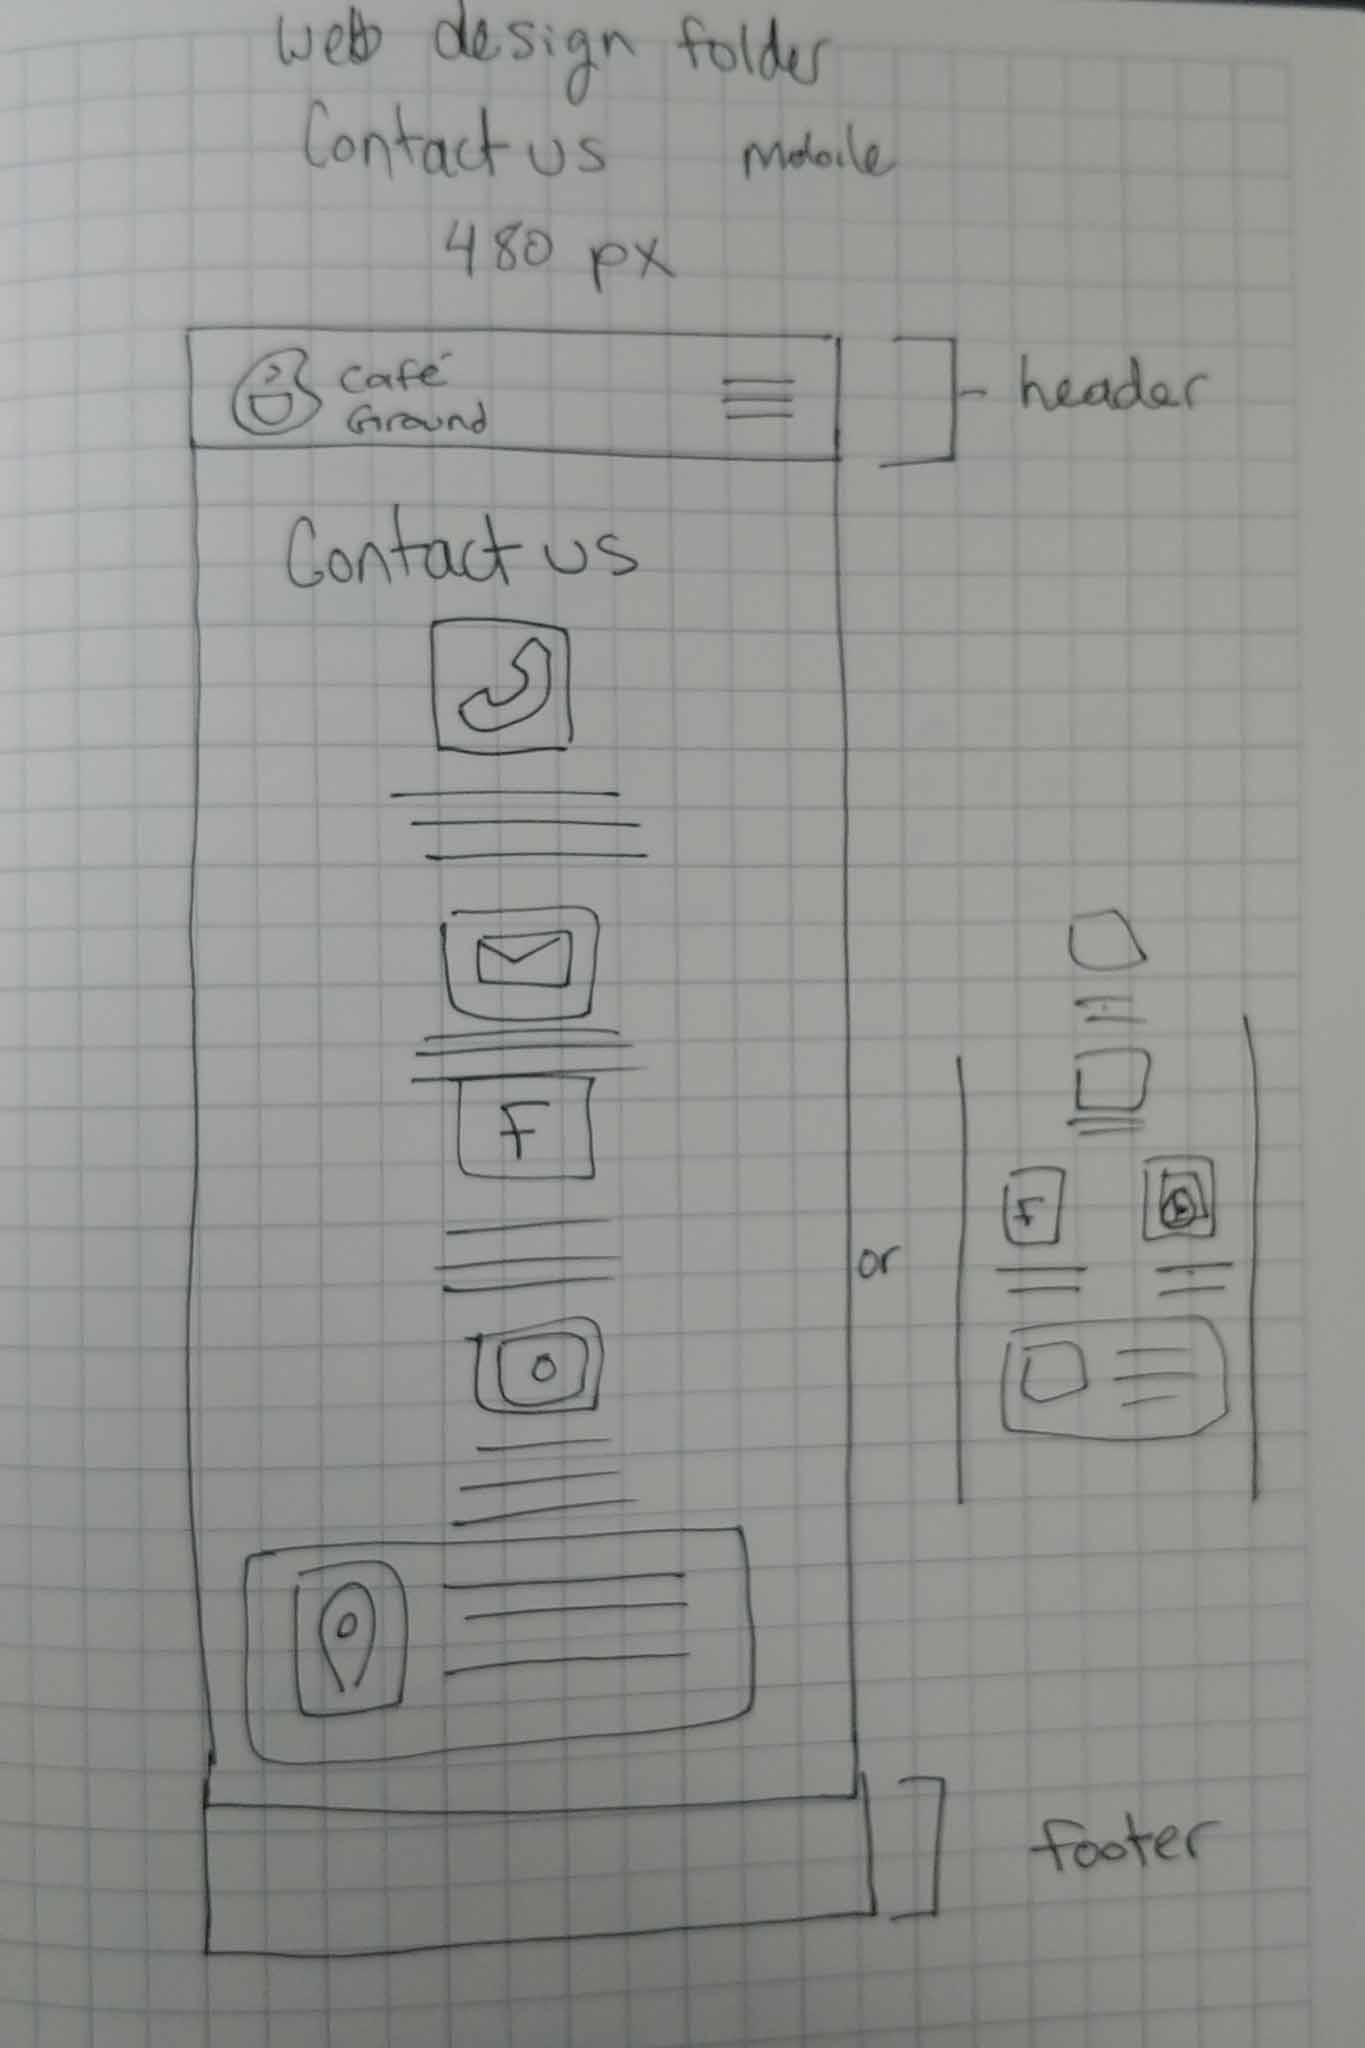 web design folder
Contact us mobile
480 px
Café
Ground
header
Contact us
F
or
F
footer